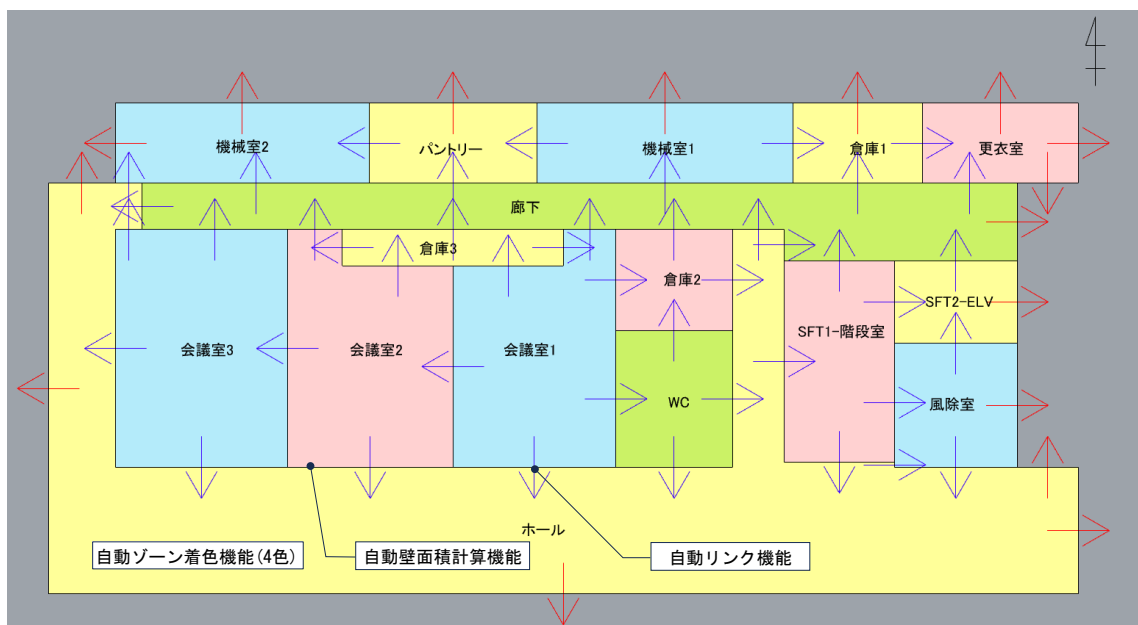 機械室2
パントリー
機械室1
倉庫1
更衣室
廊下
倉庫3
倉庫2
SFT2-ELV
SFT1-階段室
会議室3
会議室2
会議室1
WC
風除室
ホール
自動ゾーン着色機能(4色)
自動壁面積計算機能
自動リンク機能